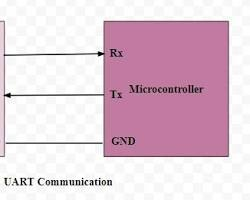 Rx
Tx Microcontroller
GND
UART Communication